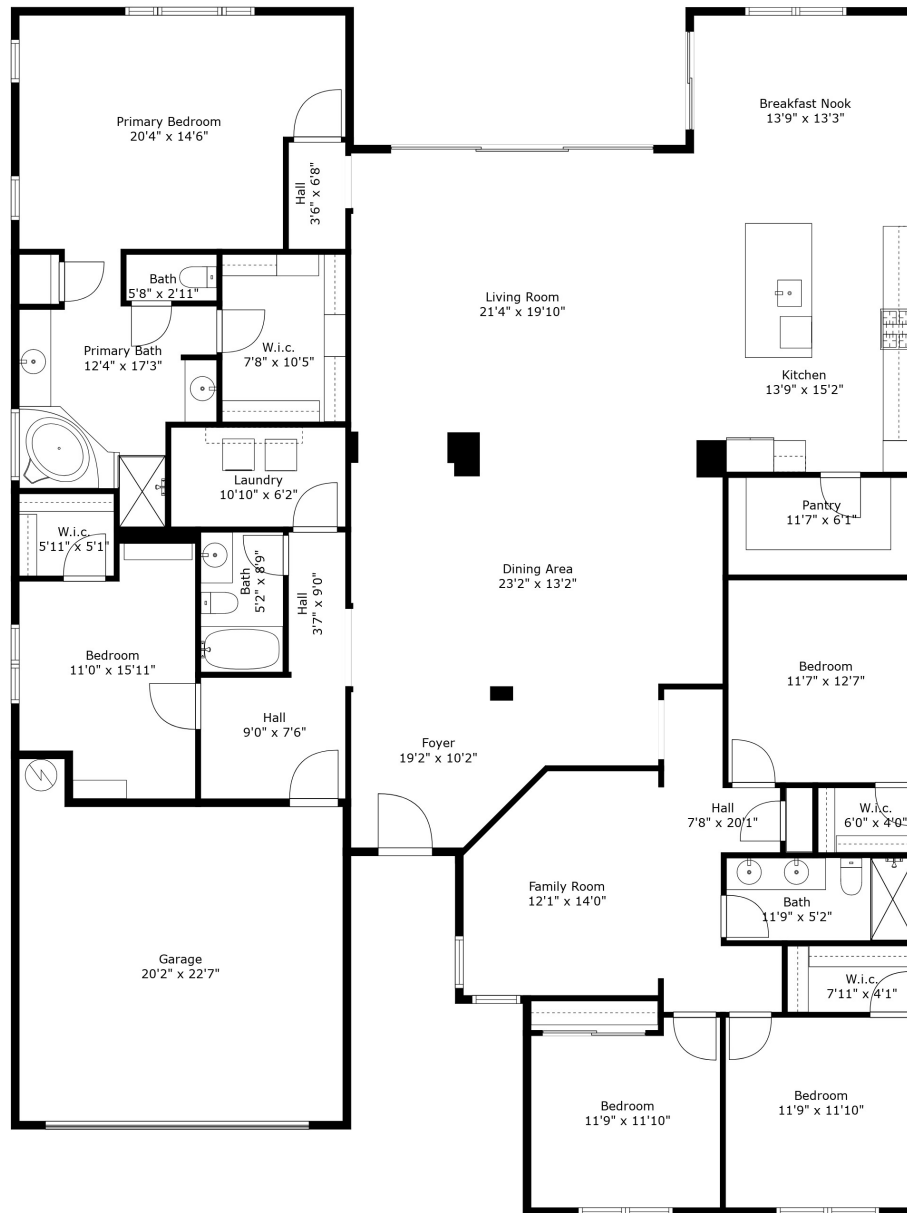 Primary Bedroom
20'4" x 14'6"
Breakfast Nook
13'9" x 13'3"
Hall
3'6" x 6'8"
Bath
5'8" x 2'11"
Living Room
21'4" x 19'10"
Primary Bath
12'4" x 17'3"
W.i.c.
7'8" x 10'5"
Kitchen
13'9" x 15'2"
Laundry
10'10" x 6'2"
Pantry
11'7" x 6'1"
W.i.c.
5'11" x 5'1"
Bath
5'2" x 8'9"
Hall
3'7" x 9'0"
Dining Area
23'2" x 13'2"
Bedroom
11'0" x 15'11"
Bedroom
11'7" x 12'7"
Hall
9'0" x 7'6"
Foyer
19'2" x 10'2"
Hall
7'8" x 20'1"
W.i.c.
6'0" x 4'0"
Family Room
12'1" x 14'0"
Bath
11'9" x 5'2"
Garage
20'2" x 22'7"
W.i.c.
7'11" x 4'1"
Bedroom
11'9" x 11'10"
Bedroom
11'9" x 11'10"